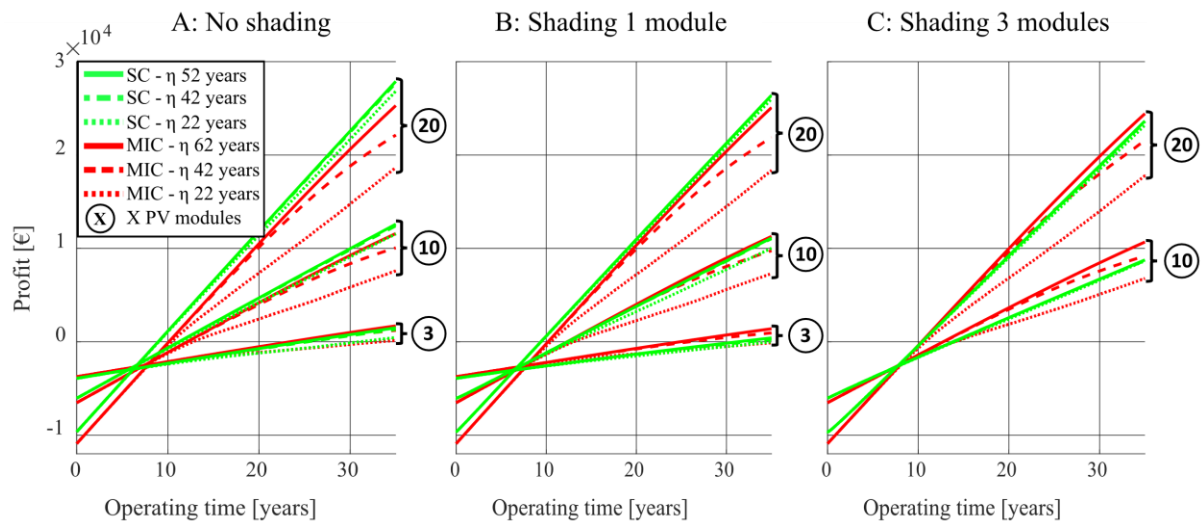 A: No shading
B: Shading 1 module
C: Shading 3 modules
3×10⁴
2
1
0
-1
Profit [€]
SC - η 52 years
SC - η 42 years
SC - η 22 years
MIC - η 62 years
MIC - η 42 years
MIC - η 22 years
X X PV modules
20
10
3
20
10
3
20
10
0 10 20 30
0 10 20 30
0 10 20 30
Operating time [years]
Operating time [years]
Operating time [years]